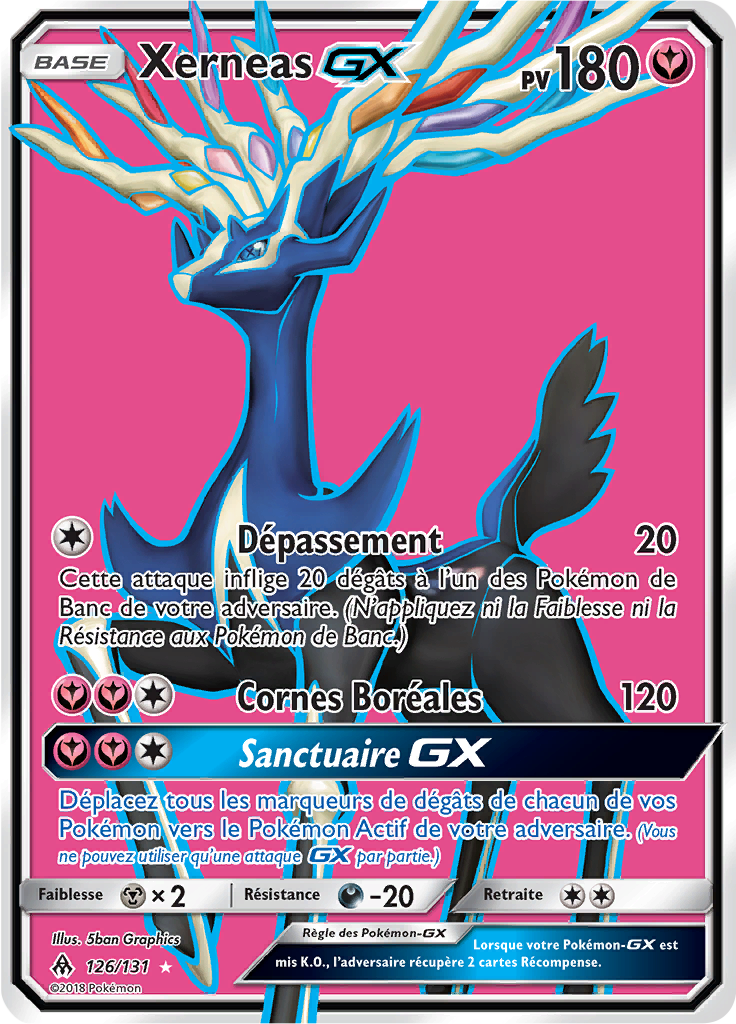 BASE Xerneas GX PV 180
Dépassement 20
Cette attaque inflige 20 dégâts à l'un des Pokémon de
Banc de votre adversaire. (N'appliquez ni la Faiblesse ni la
Résistance aux Pokémon de Banc.)
Cornes Boréales 120
Sanctuaire GX
Déplacez tous les marqueurs de dégâts de chacun de vos
Pokémon vers le Pokémon Actif de votre adversaire. (Vous
ne pouvez utiliser qu'une attaque GX par partie.)
Faiblesse ×2 Résistance -20 Retraite
Illus. 5ban Graphics
126/131
©2018 Pokémon
Règle des Pokémon-GX
Lorsque votre Pokémon-GX est
mis K.O., l'adversaire récupère 2 cartes Récompense.